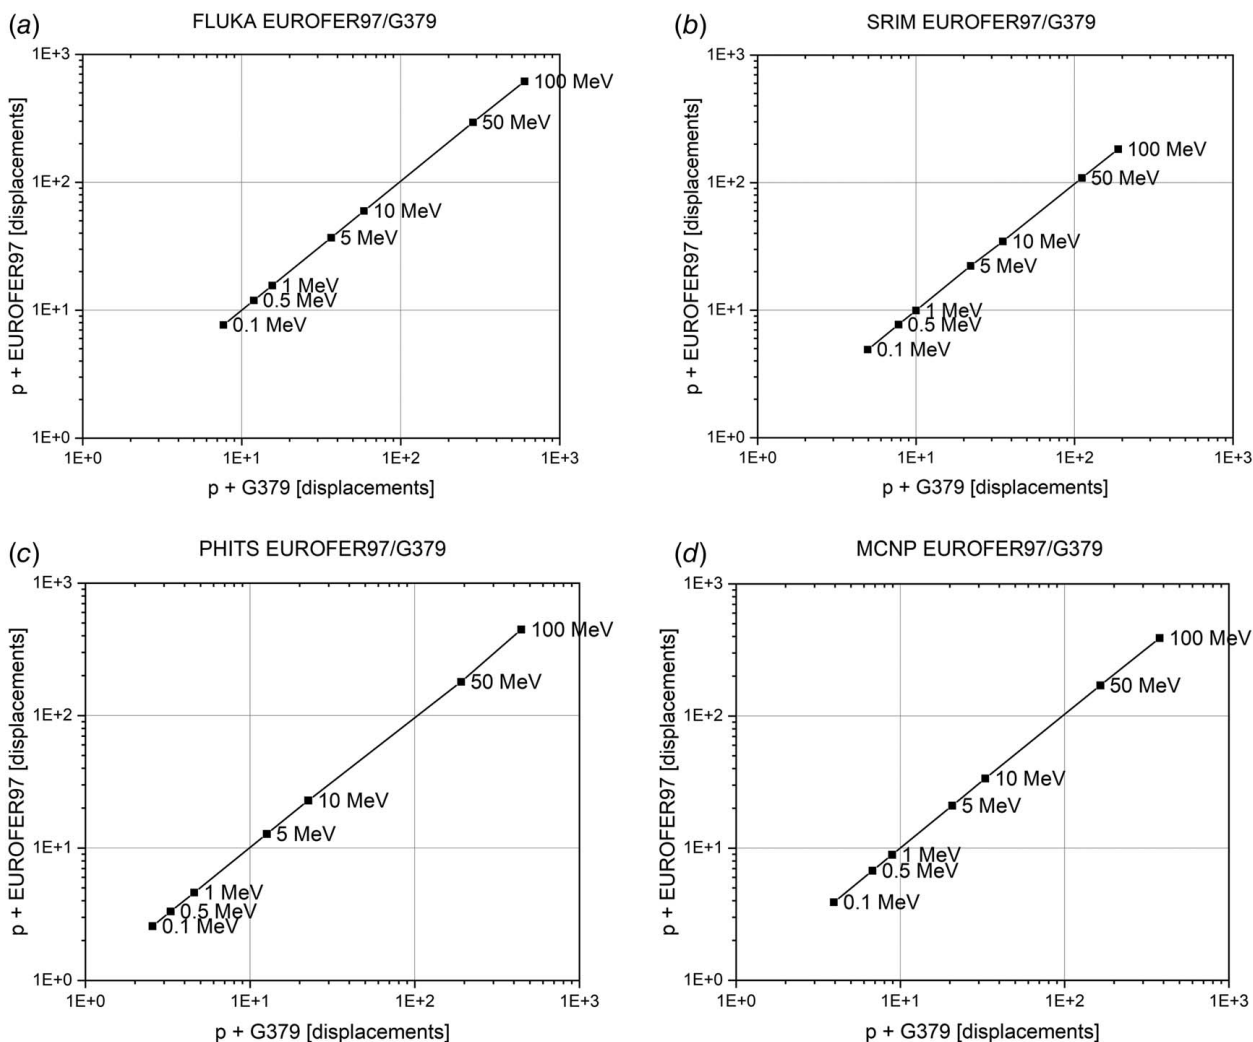 (a)
FLUKA EUROFER97/G379
1E+3
1E+2
1E+1
1E+0
p + EUROFER97 [displacements]
100 MeV
50 MeV
10 MeV
5 MeV
1 MeV
0.5 MeV
0.1 MeV
1E+0 1E+1 1E+2 1E+3
p + G379 [displacements]
(b)
SRIM EUROFER97/G379
1E+3
1E+2
1E+1
1E+0
p + EUROFER97 [displacements]
100 MeV
50 MeV
10 MeV
5 MeV
1 MeV
0.5 MeV
0.1 MeV
1E+0 1E+1 1E+2 1E+3
p + G379 [displacements]
(c)
PHITS EUROFER97/G379
1E+3
1E+2
1E+1
1E+0
p + EUROFER97 [displacements]
100 MeV
50 MeV
10 MeV
5 MeV
1 MeV
0.5 MeV
0.1 MeV
1E+0 1E+1 1E+2 1E+3
p + G379 [displacements]
(d)
MCNP EUROFER97/G379
1E+3
1E+2
1E+1
1E+0
p + EUROFER97 [displacements]
100 MeV
50 MeV
10 MeV
5 MeV
1 MeV
0.5 MeV
0.1 MeV
1E+0 1E+1 1E+2 1E+3
p + G379 [displacements]